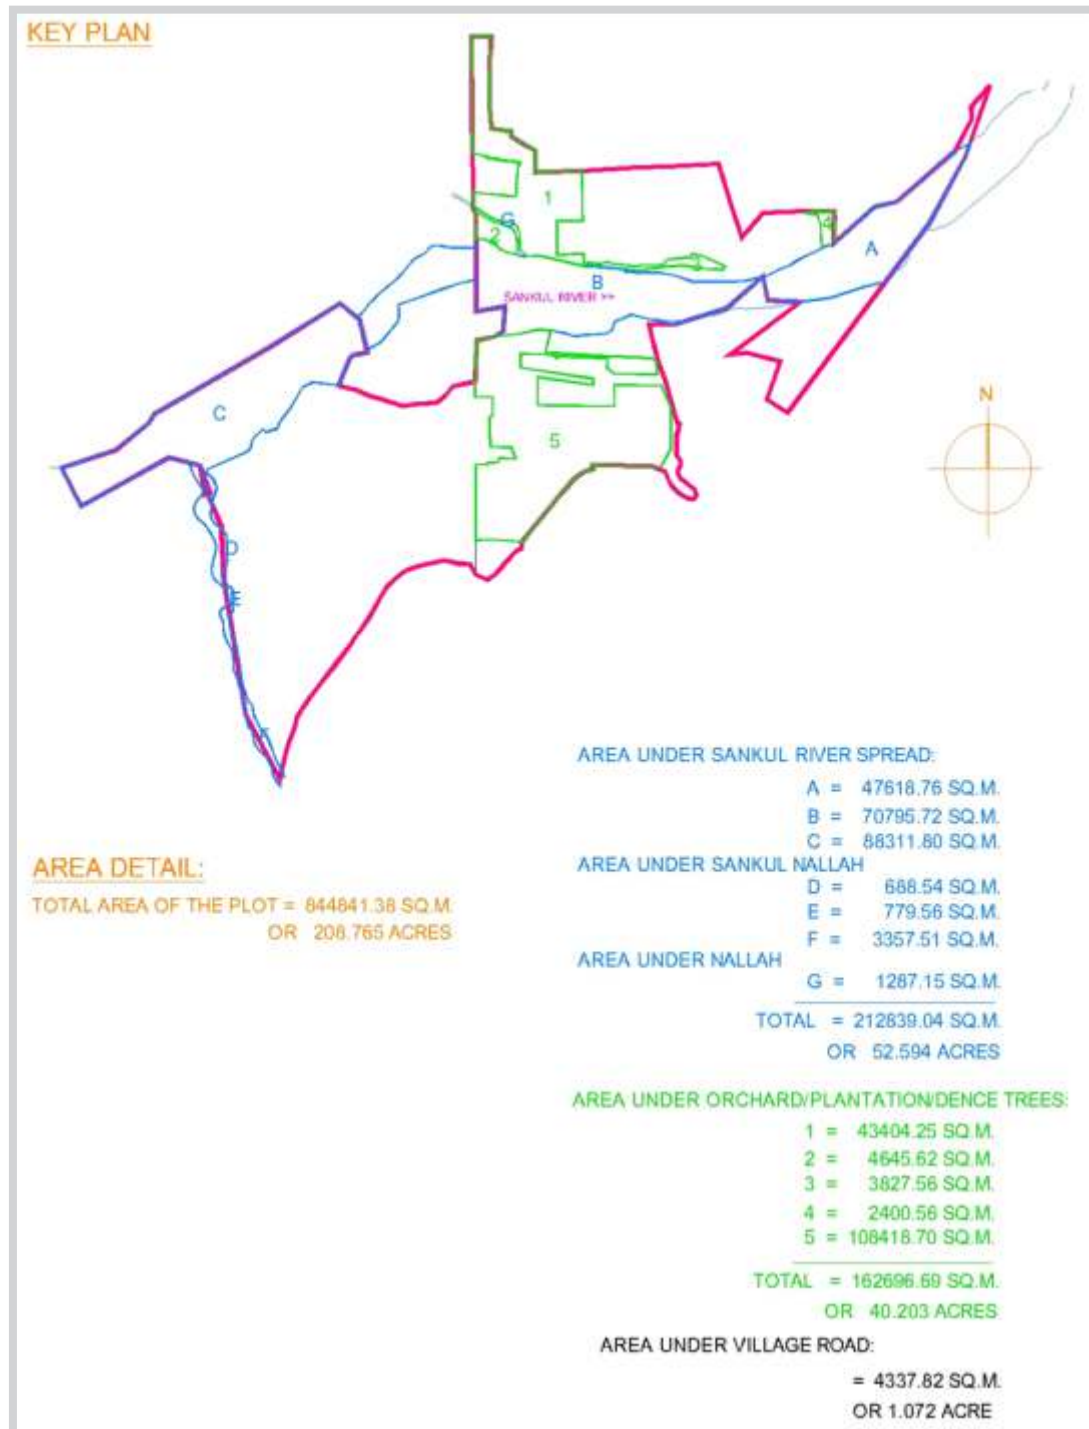 KEY PLAN
1
G
2
4
A
B
SANKUL RIVER >>
C
N
5
D
E
F
AREA UNDER SANKUL RIVER SPREAD:
A = 47618.76 SQ.M.
B = 70795.72 SQ.M.
C = 88311.80 SQ.M.
AREA DETAIL:
AREA UNDER SANKUL NALLAH
D = 688.54 SQ.M.
TOTAL AREA OF THE PLOT = 844841.38 SQ.M.
E = 779.56 SQ.M.
OR 208.765 ACRES
F = 3357.51 SQ.M.
AREA UNDER NALLAH
G = 1287.15 SQ.M.
TOTAL = 212839.04 SQ.M.
OR 52.594 ACRES
AREA UNDER ORCHARD/PLANTATION/DENCE TREES:
1 = 43404.25 SQ.M.
2 = 4645.62 SQ.M.
3 = 3827.56 SQ.M.
4 = 2400.56 SQ.M.
5 = 108418.70 SQ.M.
TOTAL = 162696.69 SQ.M.
OR 40.203 ACRES
AREA UNDER VILLAGE ROAD:
= 4337.82 SQ.M.
OR 1.072 ACRE